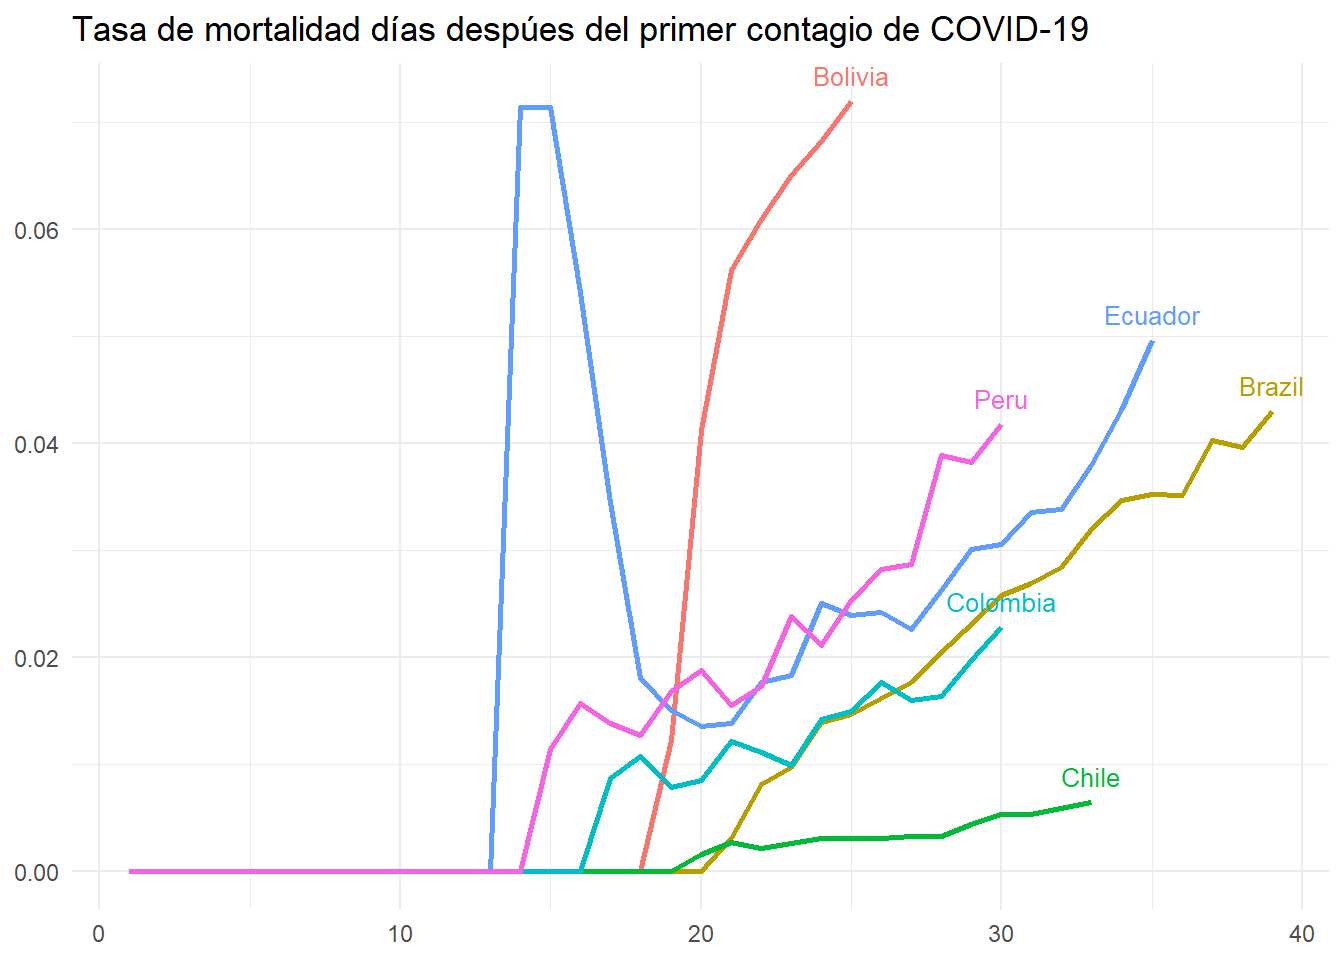 Tasa de mortalidad días despúes del primer contagio de COVID-19
Bolivia
0.06
Ecuador
Brazil
Peru
0.04
Colombia
0.02
Chile
0.00
0 10 20 30 40